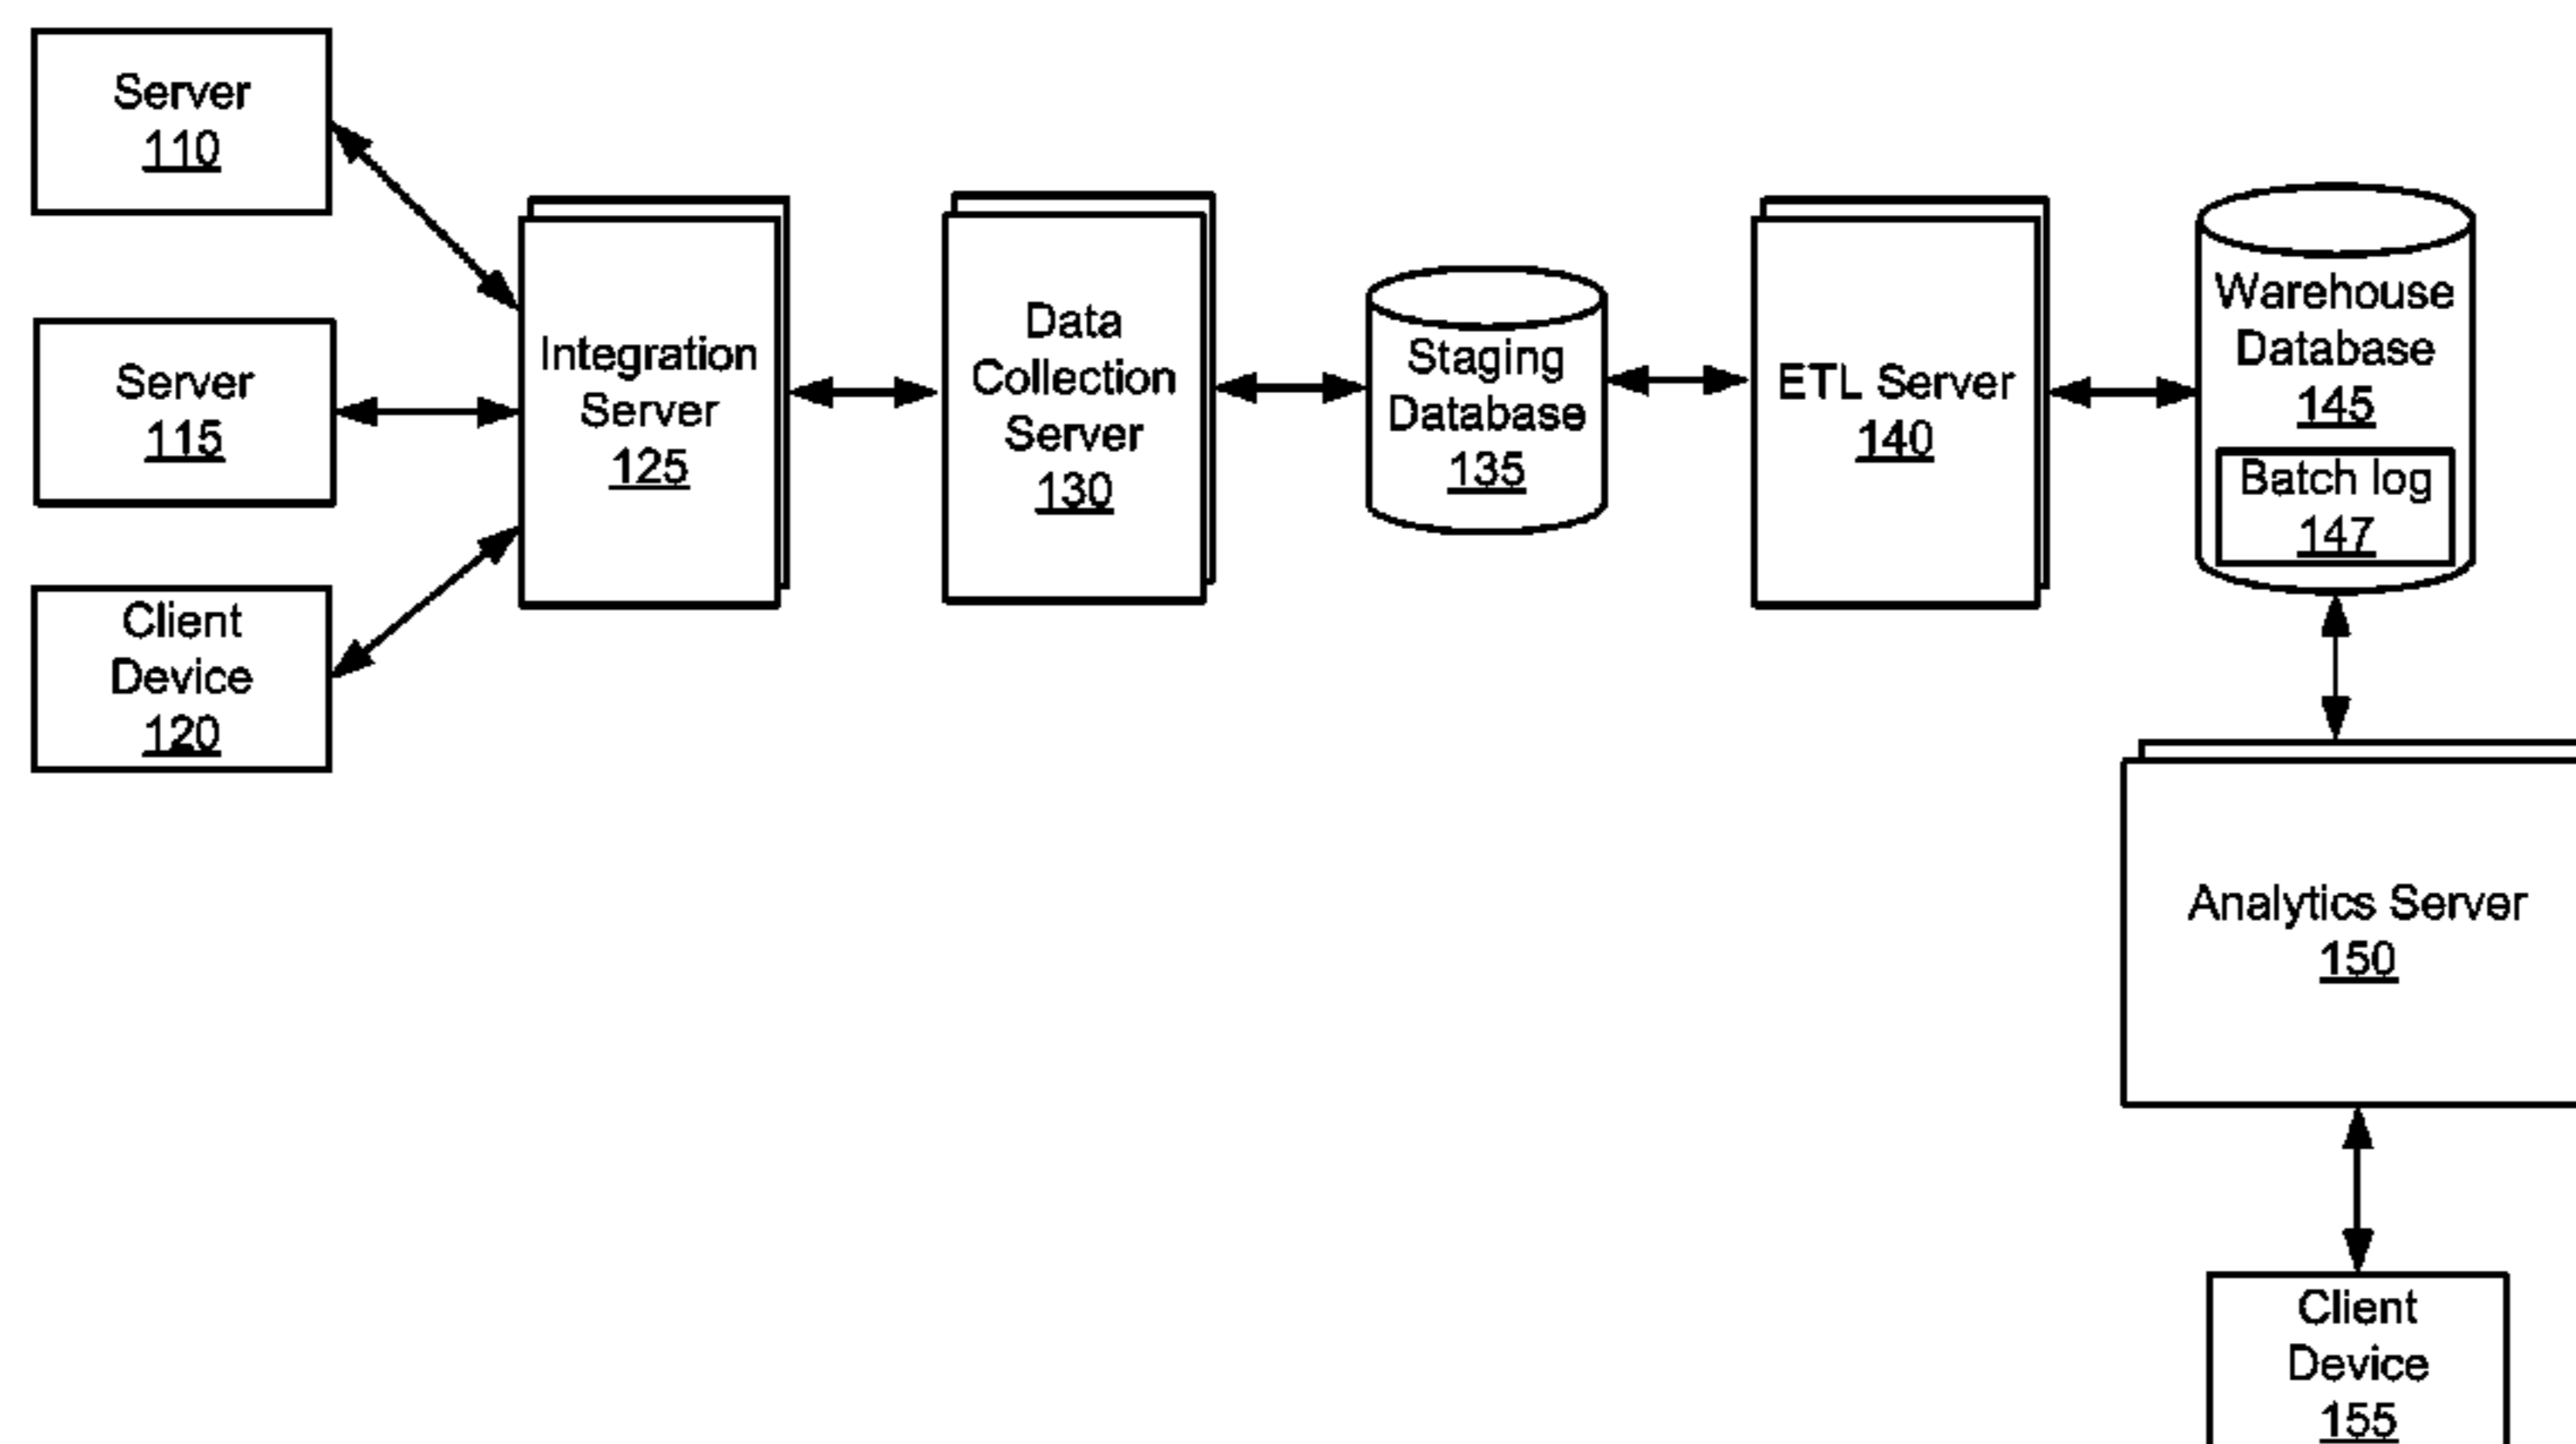 Server
110
Server
115
Client
Device
120
Integration
Server
125
Data
Collection
Server
130
Staging
Database
135
ETL Server
140
Warehouse
Database
145
Batch log
147
Analytics Server
150
Client
Device
155